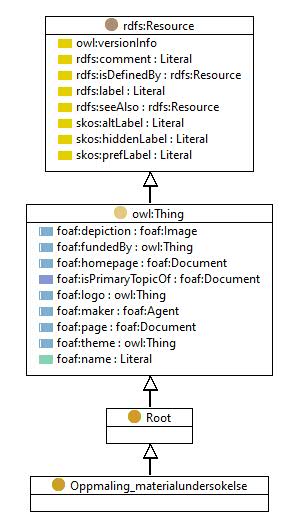 rdfs:Resource
owl:versionInfo
rdfs:comment : Literal
rdfs:isDefinedBy : rdfs:Resource
rdfs:label : Literal
rdfs:seeAlso : rdfs:Resource
skos:altLabel : Literal
skos:hiddenLabel : Literal
skos:prefLabel : Literal
owl:Thing
foaf:depiction : foaf:Image
foaf:fundedBy : owl:Thing
foaf:homepage : foaf:Document
foaf:isPrimaryTopicOf : foaf:Document
foaf:logo : owl:Thing
foaf:maker : foaf:Agent
foaf:page : foaf:Document
foaf:theme : owl:Thing
foaf:name : Literal
Root
Oppmaling_materialundersokelse